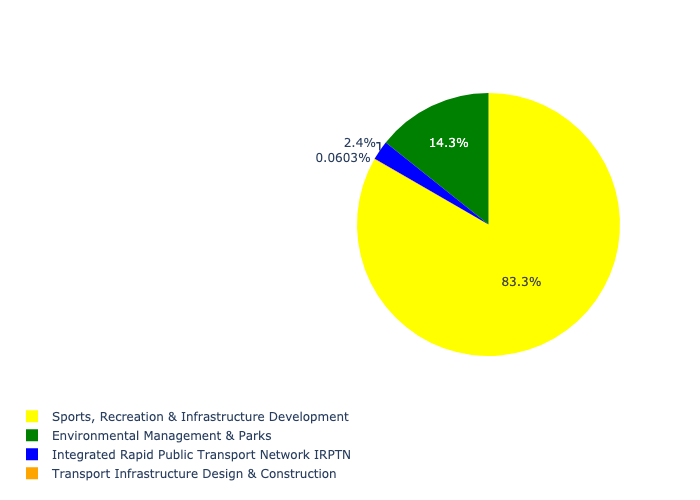 2.4%
14.3%
0.0603%
83.3%
Sports, Recreation & Infrastructure Development
Environmental Management & Parks
Integrated Rapid Public Transport Network IRPTN
Transport Infrastructure Design & Construction